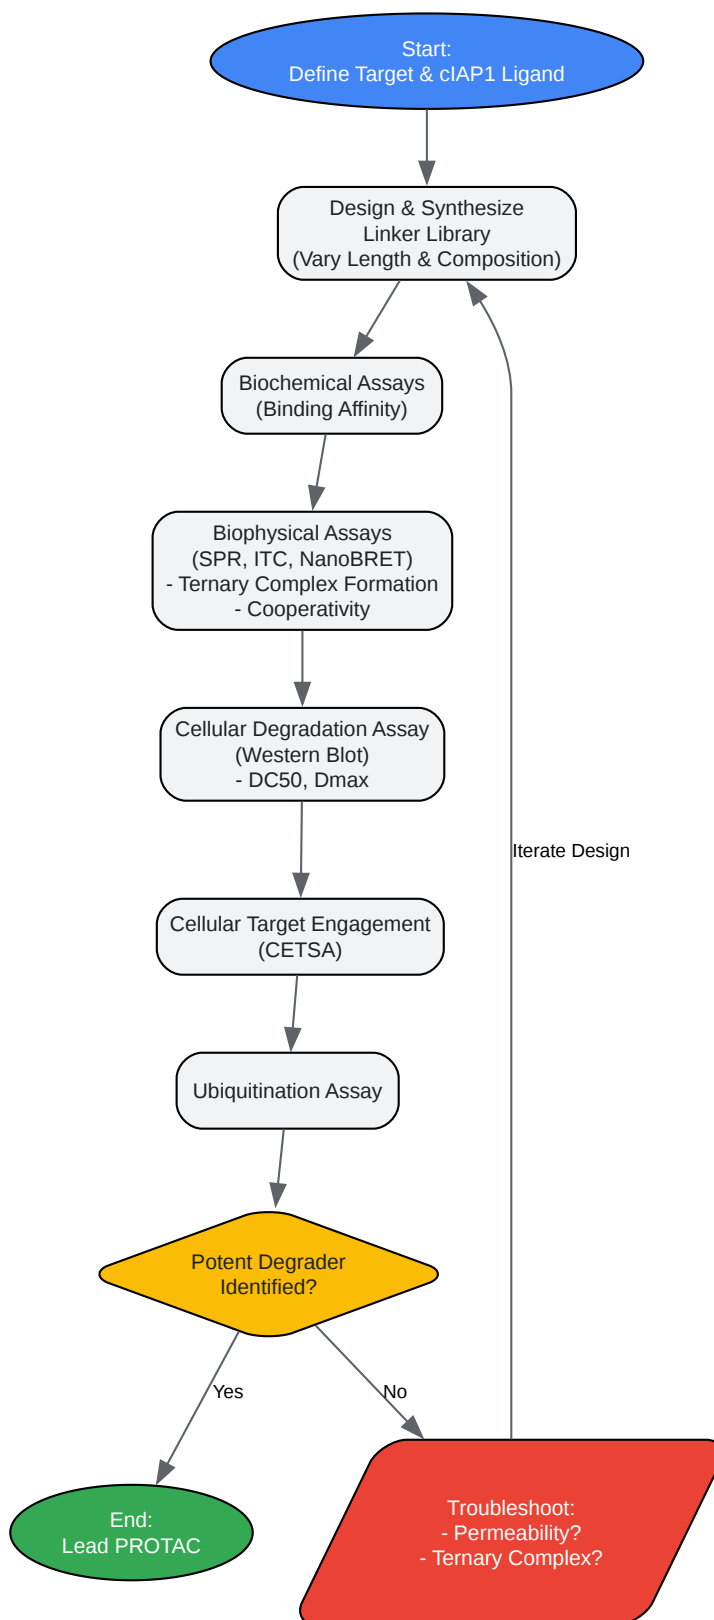 Start:
Define Target & cIAP1 Ligand
Design & Synthesize
Linker Library
(Vary Length & Composition)
Biochemical Assays
(Binding Affinity)
Biophysical Assays
(SPR, ITC, NanoBRET)
- Ternary Complex Formation
- Cooperativity
Cellular Degradation Assay
(Western Blot)
- DC50, Dmax
Iterate Design
Cellular Target Engagement
(CETSA)
Ubiquitination Assay
Potent Degrader
Identified?
Yes
No
End:
Lead PROTAC
Troubleshoot:
- Permeability?
- Ternary Complex?